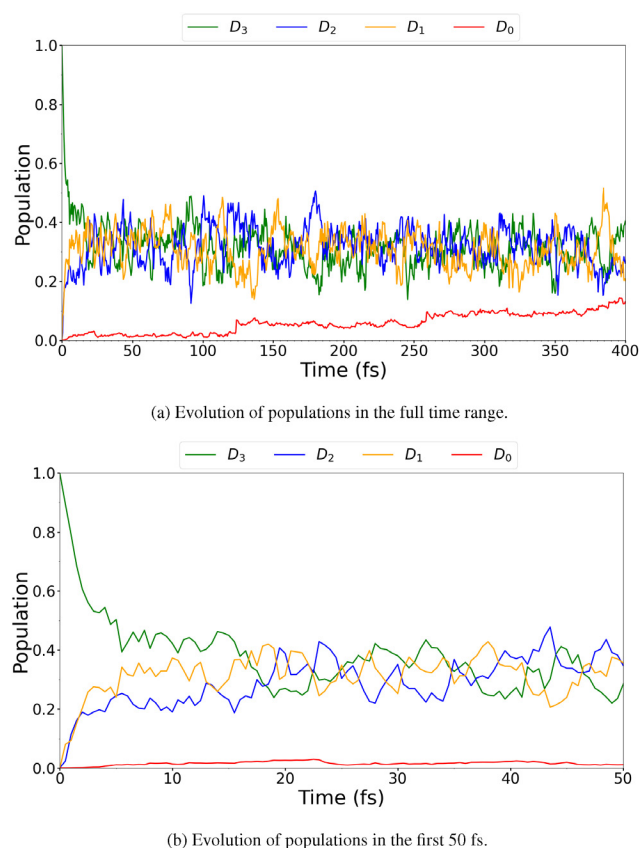 D₃ D₂ D₁ D₀
1.0
0.8
0.6
0.4
0.2
0.0
Population
0 50 100 150 200 250 300 350 400
Time (fs)
(a) Evolution of populations in the full time range.
D₃ D₂ D₁ D₀
1.0
0.8
0.6
0.4
0.2
0.0
Population
0 10 20 30 40 50
Time (fs)
(b) Evolution of populations in the first 50 fs.